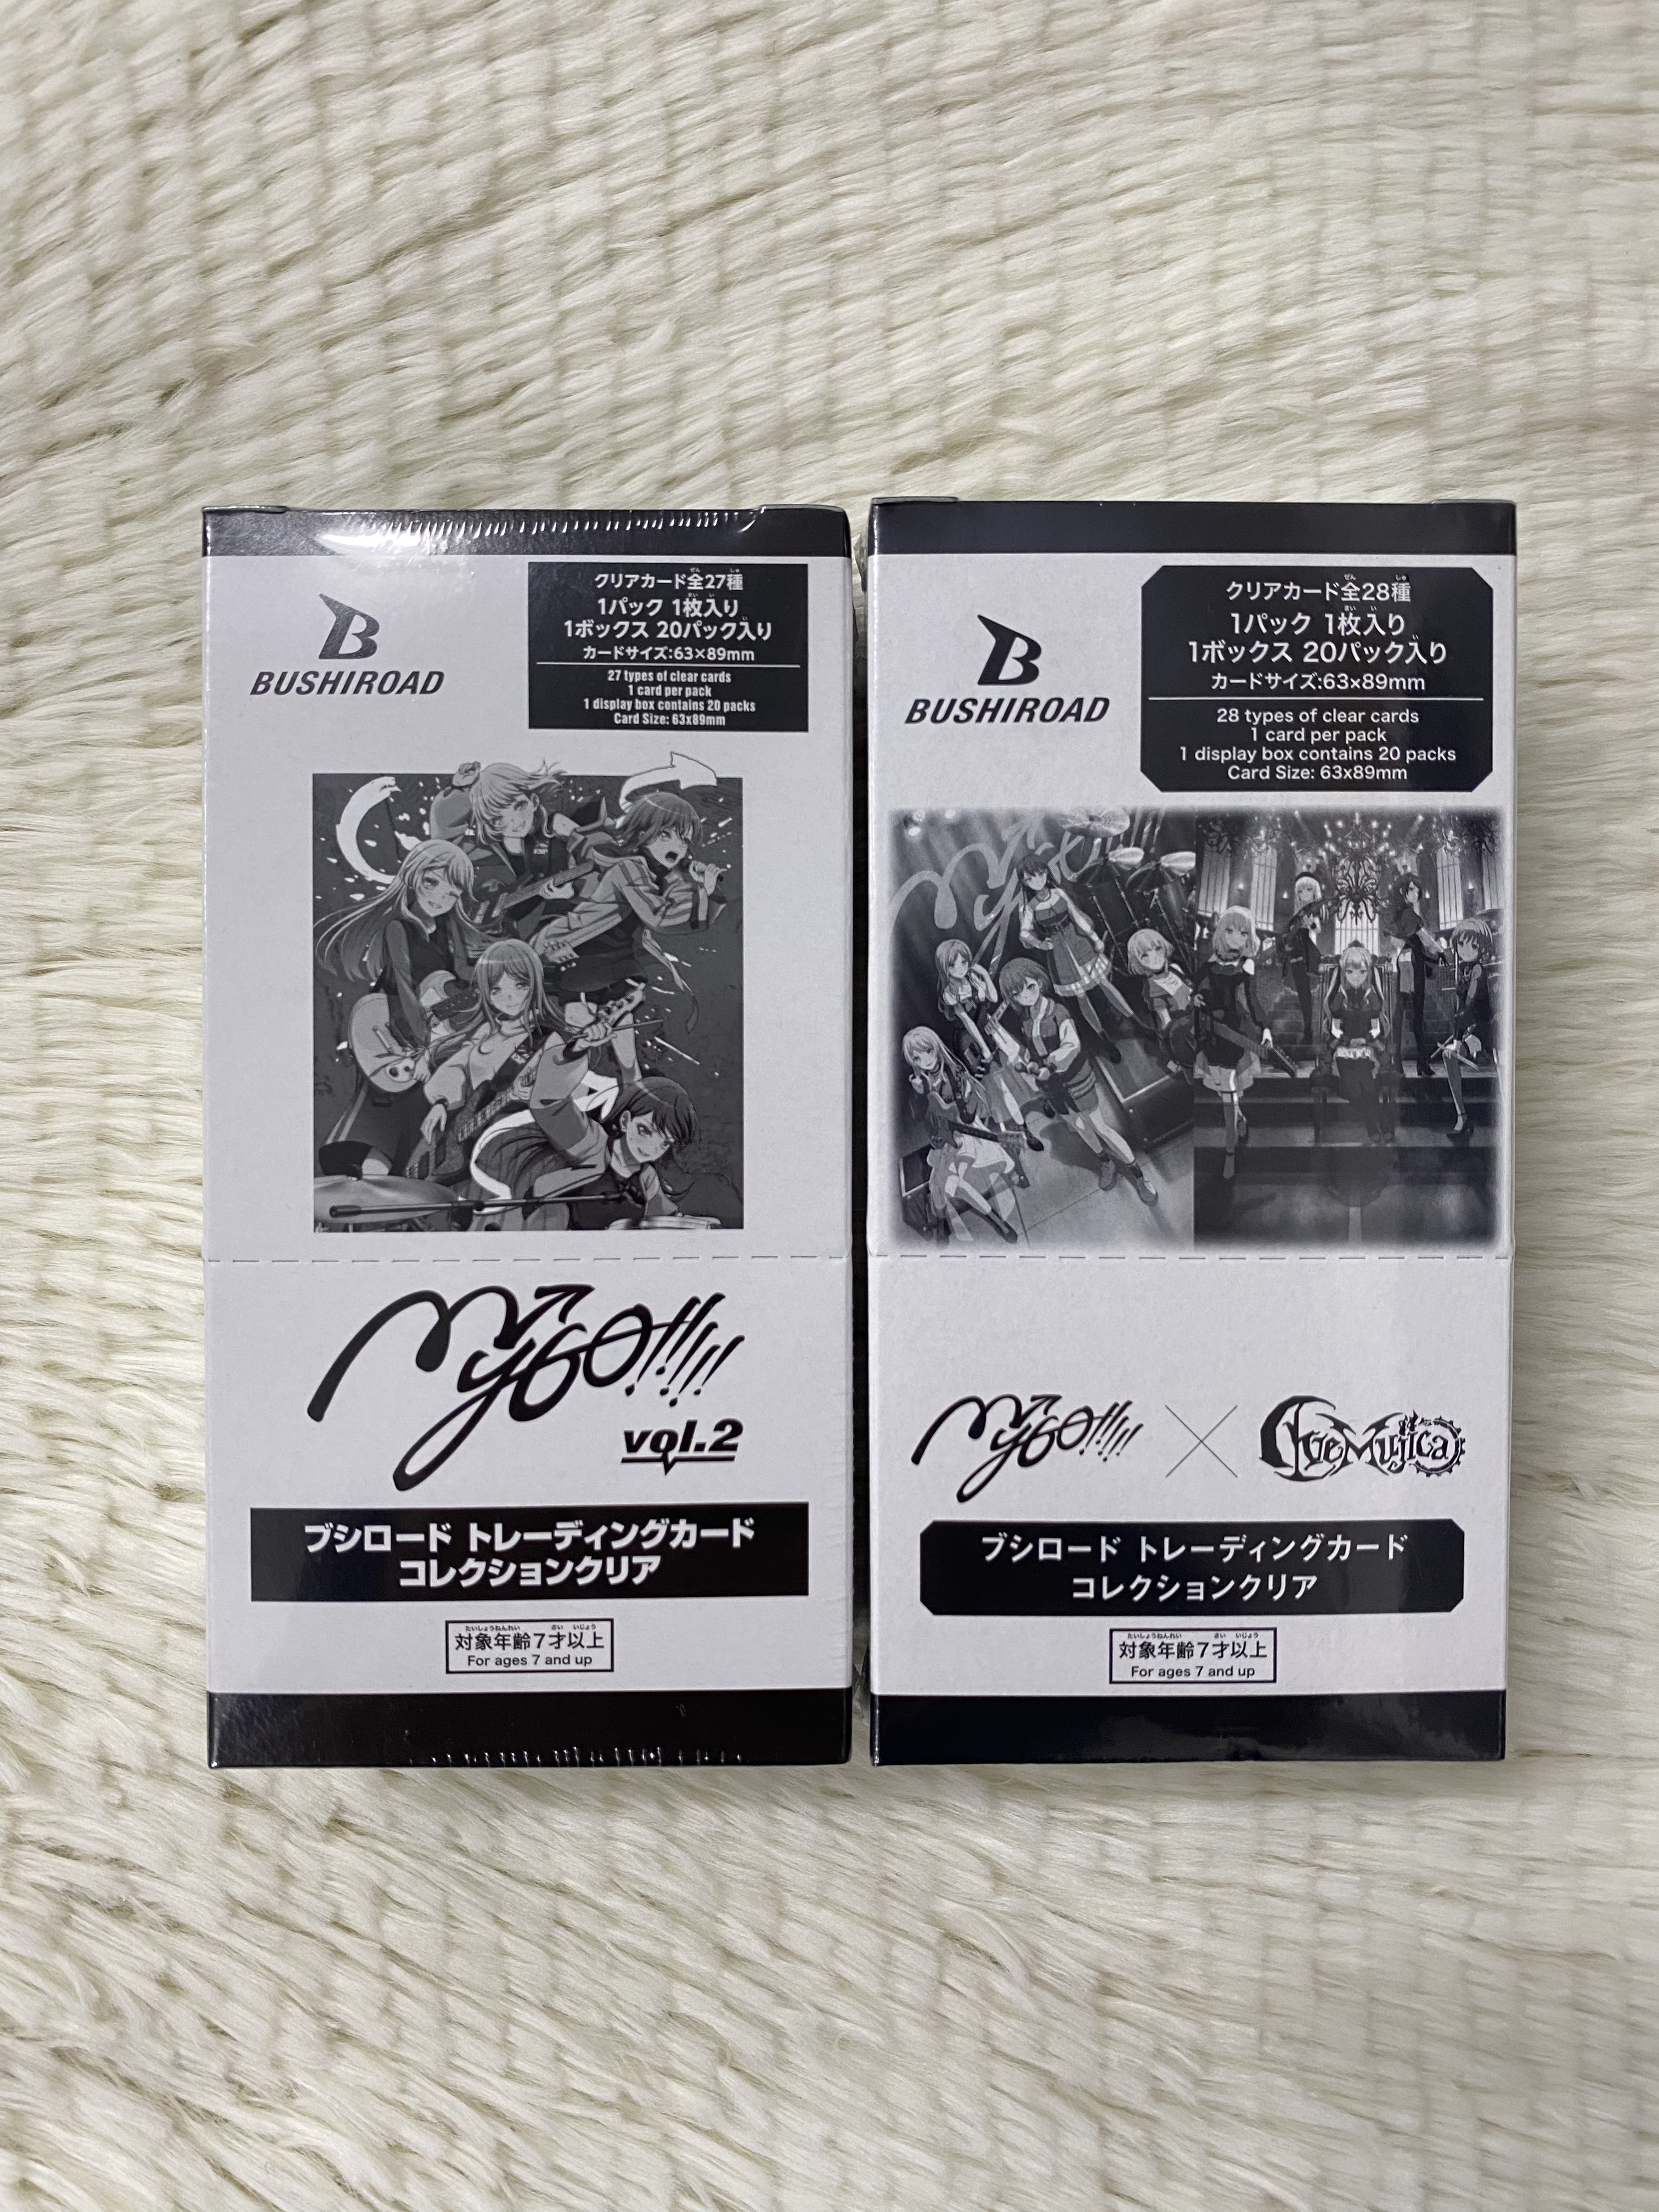 BUSHIROAD
クリアカード全27種
1パック 1枚入り
1ボックス 20パック入り
カードサイズ:63×89mm
27 types of clear cards
1 card per pack
1 display box contains 20 packs
Card Size: 63x89mm
MyGO!!!!!
vol.2
ブシロード トレーディングカード
コレクションクリア
対象年齢7才以上
For ages 7 and up
BUSHIROAD
クリアカード全28種
1パック 1枚入り
1ボックス 20パック入り
カードサイズ:63×89mm
28 types of clear cards
1 card per pack
1 display box contains 20 packs
Card Size: 63x89mm
MyGO!!!!! × Ave Mujica
ブシロード トレーディングカード
コレクションクリア
対象年齢7才以上
For ages 7 and up